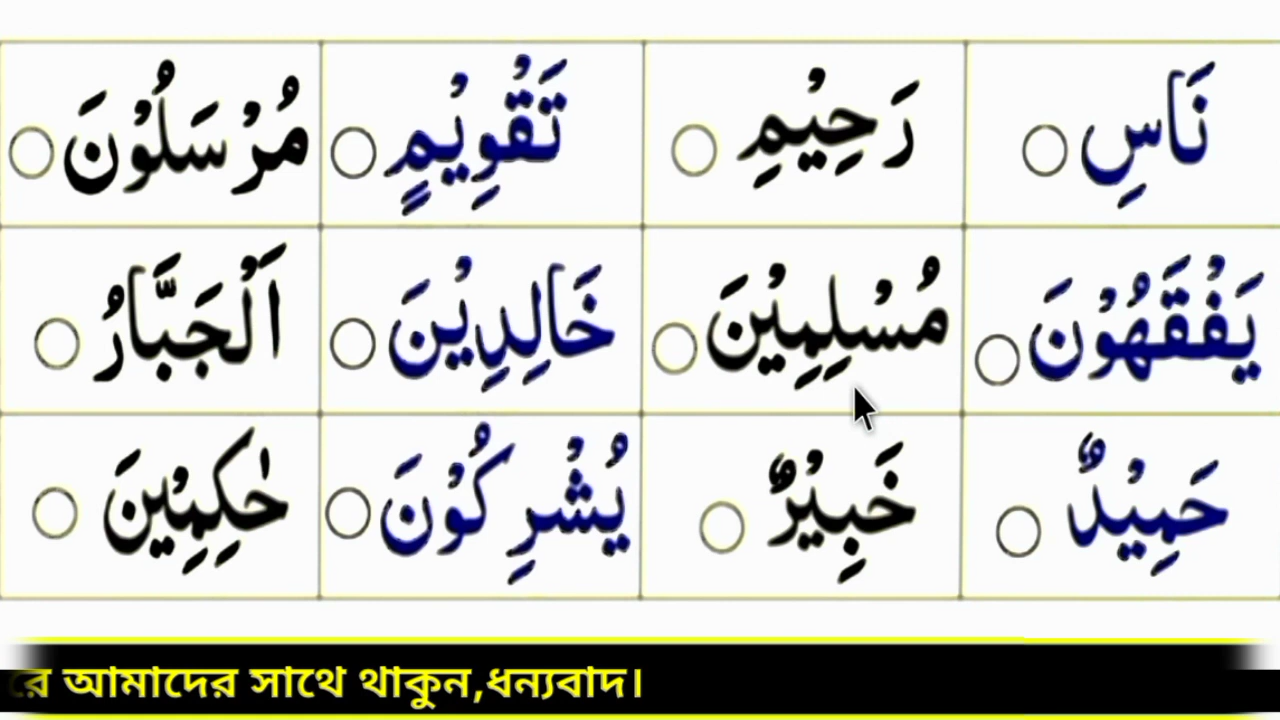 نَاسِ ○ رَحِيْمِ ○ تَقْوِيْمٍ ○ مُرْسَلُوْنَ ○
يَفْقَهُوْنَ ○ مُسْلِمِيْنَ ○ خَالِدِيْنَ ○ اَلْجَبَّارُ ○
حَمِيْدٌ ○ خَبِيْرٌ ○ يُشْرِكُوْنَ ○ حٰكِمِيْنَ ○
রে আমাদের সাথে থাকুন,ধন্যবাদ।